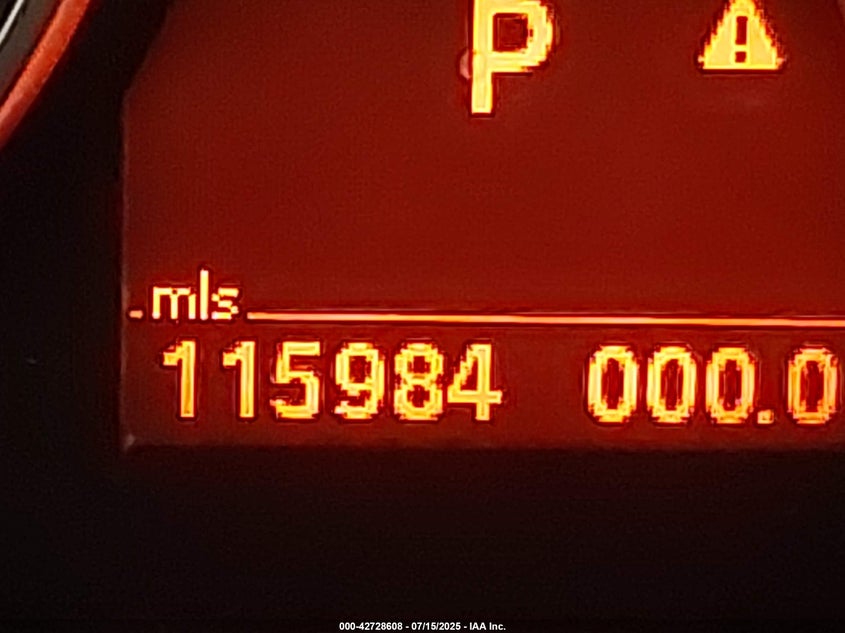 P
mls
115984 000.0
000-42728608 - 07/15/2025 - IAA Inc.